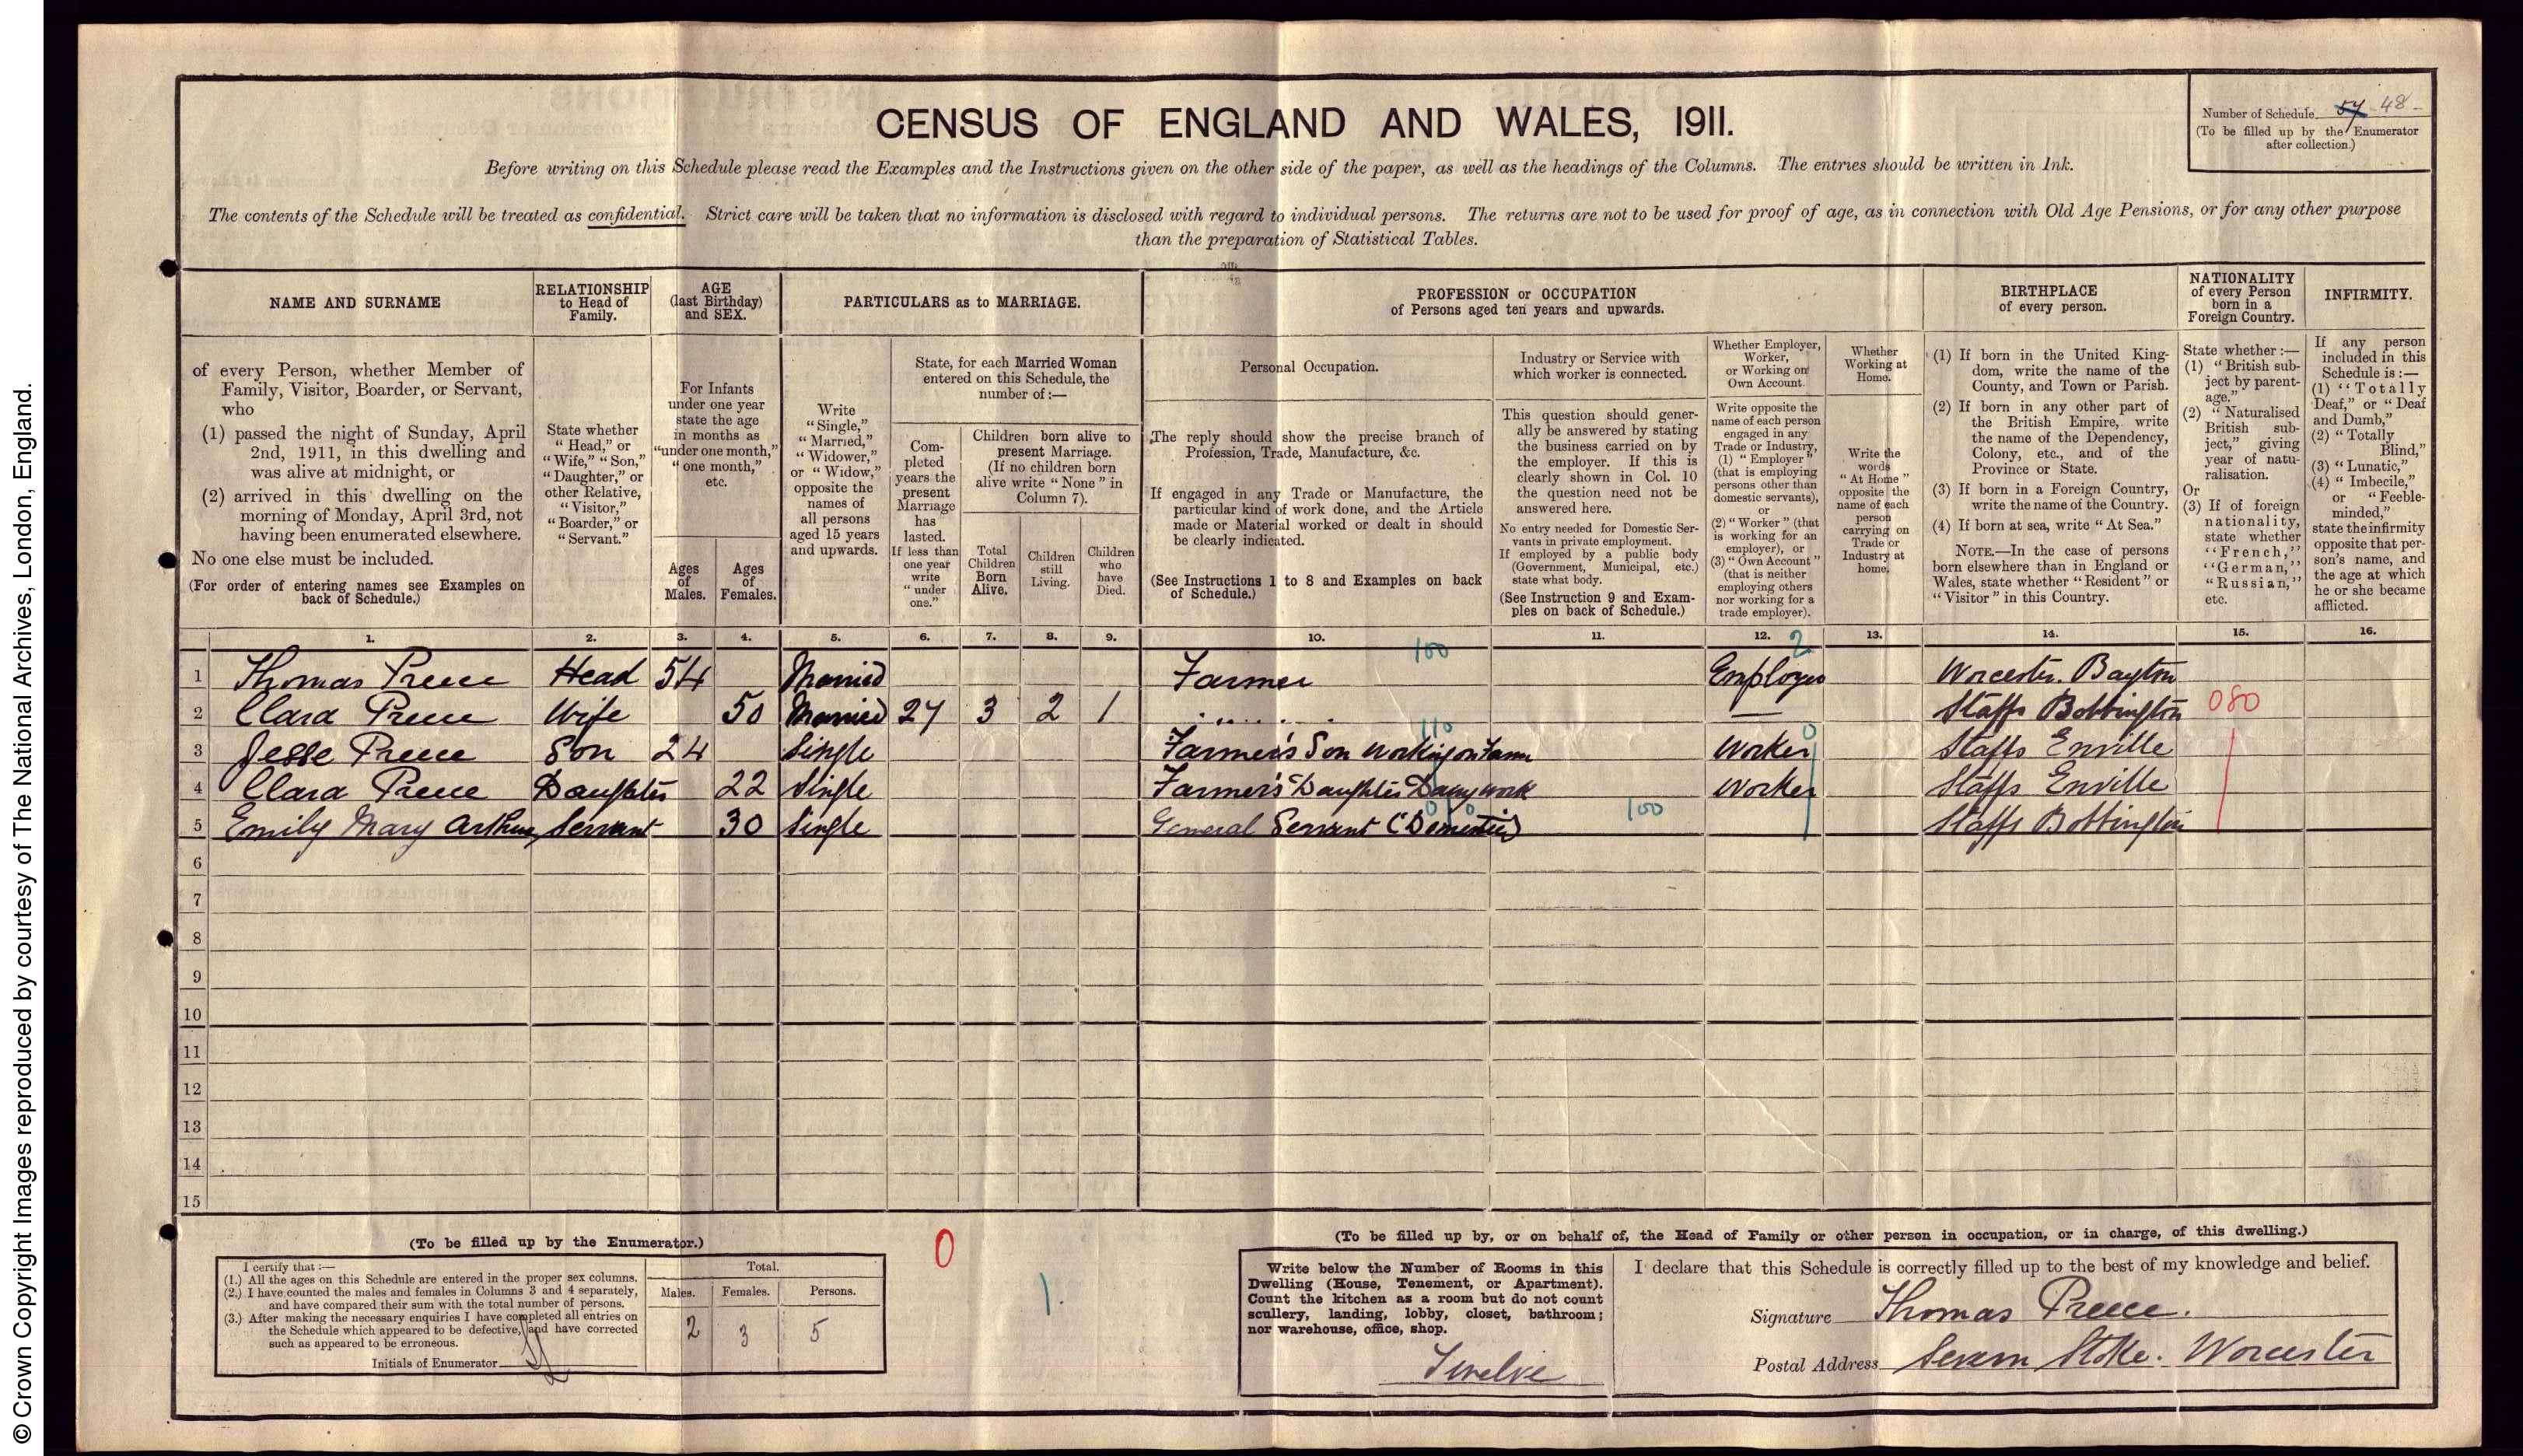 CENSUS OF ENGLAND AND WALES, 1911.
Number of Schedule 57 48
(To be filled up by the Enumerator
after collection.)
Before writing on this Schedule please read the Examples and the Instructions given on the other side of the paper, as well as the headings of the Columns. The entries should be written in Ink.
The contents of the Schedule will be treated as confidential. Strict care will be taken that no information is disclosed with regard to individual persons. The returns are not to be used for proof of age, as in connection with Old Age Pensions, or for any other purpose
than the preparation of Statistical Tables.
NAME AND SURNAME
of every Person, whether Member of
Family, Visitor, Boarder, or Servant,
who
(1) passed the night of Sunday, April
2nd, 1911, in this dwelling and
was alive at midnight, or
(2) arrived in this dwelling on the
morning of Monday, April 3rd, not
having been enumerated elsewhere.
No one else must be included.
(For order of entering names see Examples on
back of Schedule.)
RELATIONSHIP
to Head of
Family.
State whether
"Head," or
"Wife," "Son,"
"Daughter," or
other Relative,
"Visitor,"
"Boarder," or
"Servant."
AGE
(last Birthday)
and SEX.
For Infants
under one year
state the age
in months as
"under one month,"
"one month,"
etc.
Ages
of
Males.
Ages
of
Females.
PARTICULARS as to MARRIAGE.
Write
"Single,"
"Married,"
"Widower,"
or "Widow,"
opposite the
names of
all persons
aged 15 years
and upwards.
State, for each Married Woman
entered on this Schedule, the
number of:—
Com-
pleted
years the
present
Marriage
has
lasted.
If less than
one year
write
"under
one."
Children born alive to
present Marriage.
(If no children born
alive write "None" in
Column 7).
Total
Children
Born
Alive.
Children
still
Living.
Children
who
have
Died.
PROFESSION or OCCUPATION
of Persons aged ten years and upwards.
Personal Occupation.
The reply should show the precise branch of
Profession, Trade, Manufacture, &c.
If engaged in any Trade or Manufacture, the
particular kind of work done, and the Article
made or Material worked or dealt in should
be clearly indicated.
(See Instructions 1 to 8 and Examples on back
of Schedule.)
Industry or Service with
which worker is connected.
This question should gener-
ally be answered by stating
the business carried on by
the employer. If this is
clearly shown in Col. 10
the question need not be
answered here.
No entry needed for Domestic Ser-
vants in private employment.
If employed by a public body
(Government, Municipal, etc.)
state what body.
(See Instruction 9 and Exam-
ples on back of Schedule.)
Whether Employer,
Worker,
or Working on
Own Account.
Write opposite the
name of each person
engaged in any
Trade or Industry,
(1) "Employer"
(that is employing
persons other than
domestic servants),
or
(2) "Worker" (that
is working for an
employer), or
(3) "Own Account"
(that is neither
employing others
nor working for a
trade employer).
Whether
Working at
Home.
Write the
words
"At Home"
opposite the
name of each
person
carrying on
Trade or
Industry at
home.
BIRTHPLACE
of every person.
(1) If born in the United King-
dom, write the name of the
County, and Town or Parish.
(2) If born in any other part of
the British Empire, write
the name of the Dependency,
Colony, etc., and of the
Province or State.
(3) If born in a Foreign Country,
write the name of the Country.
(4) If born at sea, write "At Sea."
NOTE.—In the case of persons
born elsewhere than in England or
Wales, state whether "Resident" or
"Visitor" in this Country.
NATIONALITY
of every Person
born in a
Foreign Country.
State whether:—
(1) "British sub-
ject by parent-
age."
(2) "Naturalised
British sub-
ject," giving
year of natu-
ralisation.
Or
(3) If of foreign
nationality,
state whether
"French,"
"German,"
"Russian,"
etc.
INFIRMITY.
If any person
included in this
Schedule is:—
(1) "Totally
Deaf," or "Deaf
and Dumb,"
(2) "Totally
Blind,"
(3) "Lunatic,"
(4) "Imbecile,"
or "Feeble-
minded,"
state the infirmity
opposite that per-
son's name, and
the age at which
he or she became
afflicted.
1. 2. 3. 4. 5. 6. 7. 8. 9. 10. 11. 12. 13. 14. 15. 16.
100 2
1 Thomas Preece Head 54 Married Farmer Employer Worcester. Bayton
2 Clara Preece Wife 50 Married 27 3 2 1 — Staffs Bobbington 080
110 0
3 Jesse Preece Son 24 Single Farmer's Son Working on Farm Worker Staffs Enville
4 Clara Preece Daughter 22 Single Farmer's Daughter Dairy work Worker Staffs Enville
010 100
5 Emily Mary Arthurs Servant 30 Single General Servant (Domestic) Staffs Bobbington
6
7
8
9
10
11
12
13
14
15
(To be filled up by the Enumerator.)
I certify that:—
(1.) All the ages on this Schedule are entered in the proper sex columns.
(2.) I have counted the males and females in Columns 3 and 4 separately,
and have compared their sum with the total number of persons.
(3.) After making the necessary enquiries I have completed all entries on
the Schedule which appeared to be defective, and have corrected
such as appeared to be erroneous.
Initials of Enumerator
Total.
Males. Females. Persons.
2 3 5
0
1.
(To be filled up by, or on behalf of, the Head of Family or other person in occupation, or in charge, of this dwelling.)
Write below the Number of Rooms in this
Dwelling (House, Tenement, or Apartment).
Count the kitchen as a room but do not count
scullery, landing, lobby, closet, bathroom;
nor warehouse, office, shop.
Twelve
I declare that this Schedule is correctly filled up to the best of my knowledge and belief.
Signature Thomas Preece.
Postal Address Severn Stoke. Worcester
© Crown Copyright Images reproduced by courtesy of The National Archives, London, England.